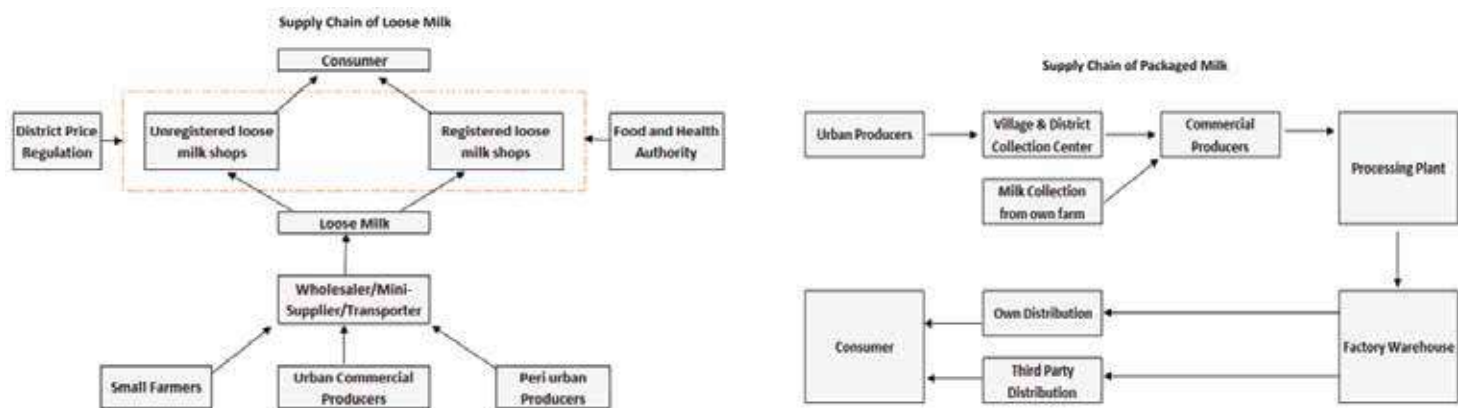 Supply Chain of Loose Milk
Consumer
District Price
Regulation
Unregistered loose
milk shops
Registered loose
milk shops
Food and Health
Authority
Loose Milk
Wholesaler/Mini-
Supplier/Transporter
Small Farmers
Urban Commercial
Producers
Peri urban
Producers
Supply Chain of Packaged Milk
Urban Producers
Village & District
Collection Center
Commercial
Producers
Processing Plant
Milk Collection
from own farm
Consumer
Own Distribution
Factory Warehouse
Third Party
Distribution